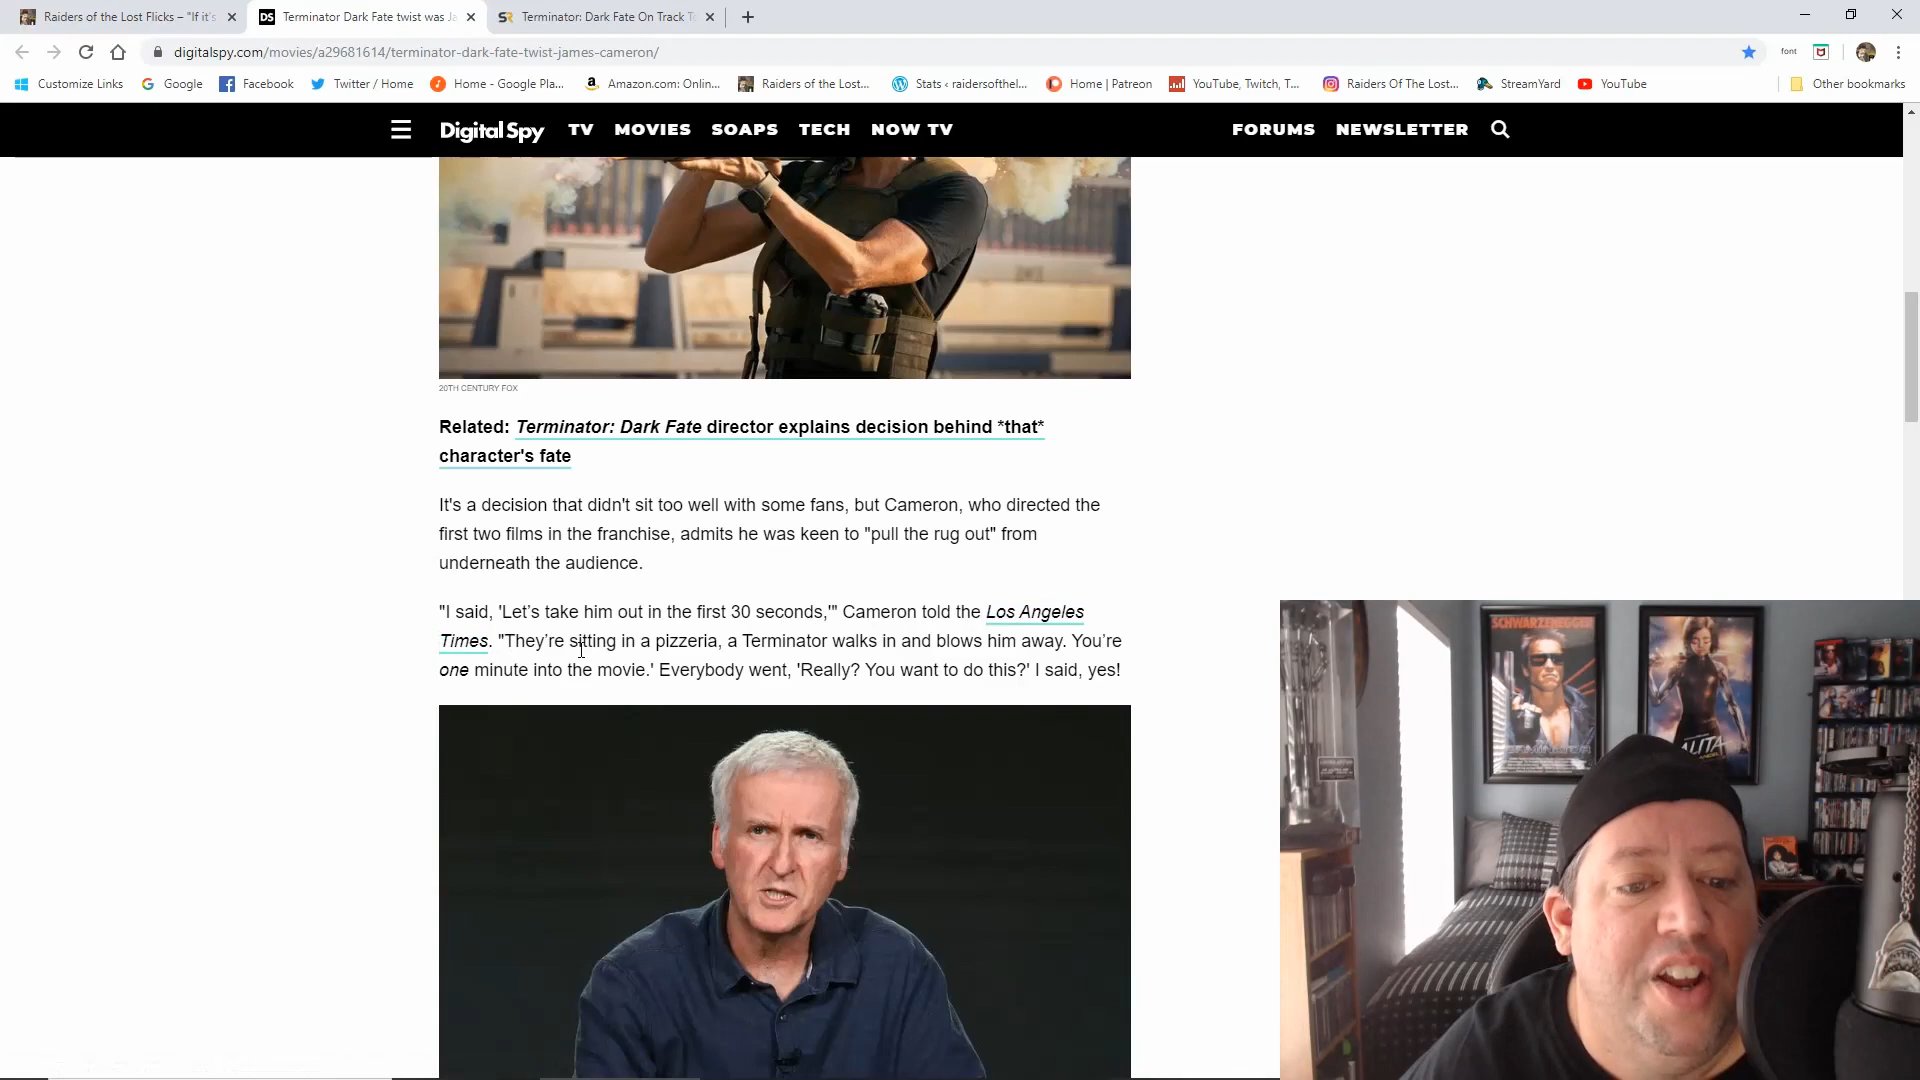 Raiders of the Lost Flicks – "If it's
Terminator Dark Fate twist was Ja
Terminator: Dark Fate On Track To
digitalspy.com/movies/a29681614/terminator-dark-fate-twist-james-cameron/
font
Customize Links
Google
Facebook
Twitter / Home
Home - Google Pla...
Amazon.com: Onlin...
Raiders of the Lost...
Stats ‹ raidersofthel...
Home | Patreon
YouTube, Twitch, T...
Raiders Of The Lost...
StreamYard
YouTube
Other bookmarks
Digital Spy
TV
MOVIES
SOAPS
TECH
NOW TV
FORUMS
NEWSLETTER
20TH CENTURY FOX
Related: Terminator: Dark Fate director explains decision behind *that*
character's fate
It's a decision that didn't sit too well with some fans, but Cameron, who directed the
first two films in the franchise, admits he was keen to "pull the rug out" from
underneath the audience.
"I said, 'Let’s take him out in the first 30 seconds,'" Cameron told the Los Angeles
Times. "They’re sitting in a pizzeria, a Terminator walks in and blows him away. You’re
one minute into the movie.' Everybody went, 'Really? You want to do this?' I said, yes!
SCHWARZENEGGER
ALITA